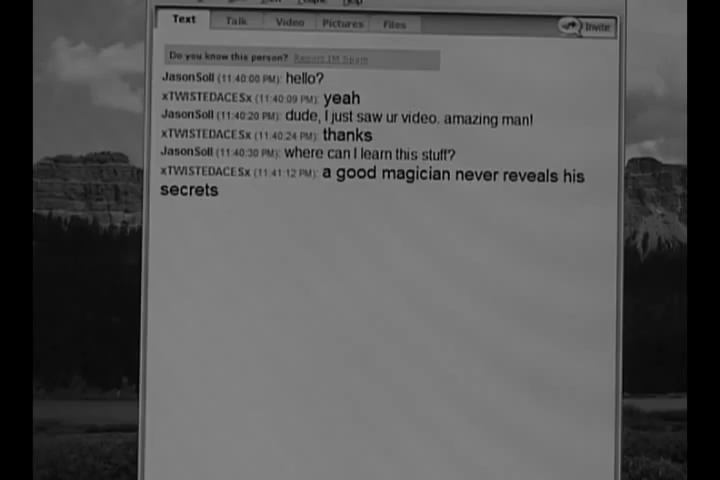 Text Talk Video Pictures Files Invite
Do you know this person? Report IM Spam
JasonSoll (11:40:00 PM): hello?
xTWISTEDACESx (11:40:09 PM): yeah
JasonSoll (11:40:20 PM): dude, I just saw ur video. amazing man!
xTWISTEDACESx (11:40:24 PM): thanks
JasonSoll (11:40:30 PM): where can I learn this stuff?
xTWISTEDACESx (11:41:12 PM): a good magician never reveals his
secrets